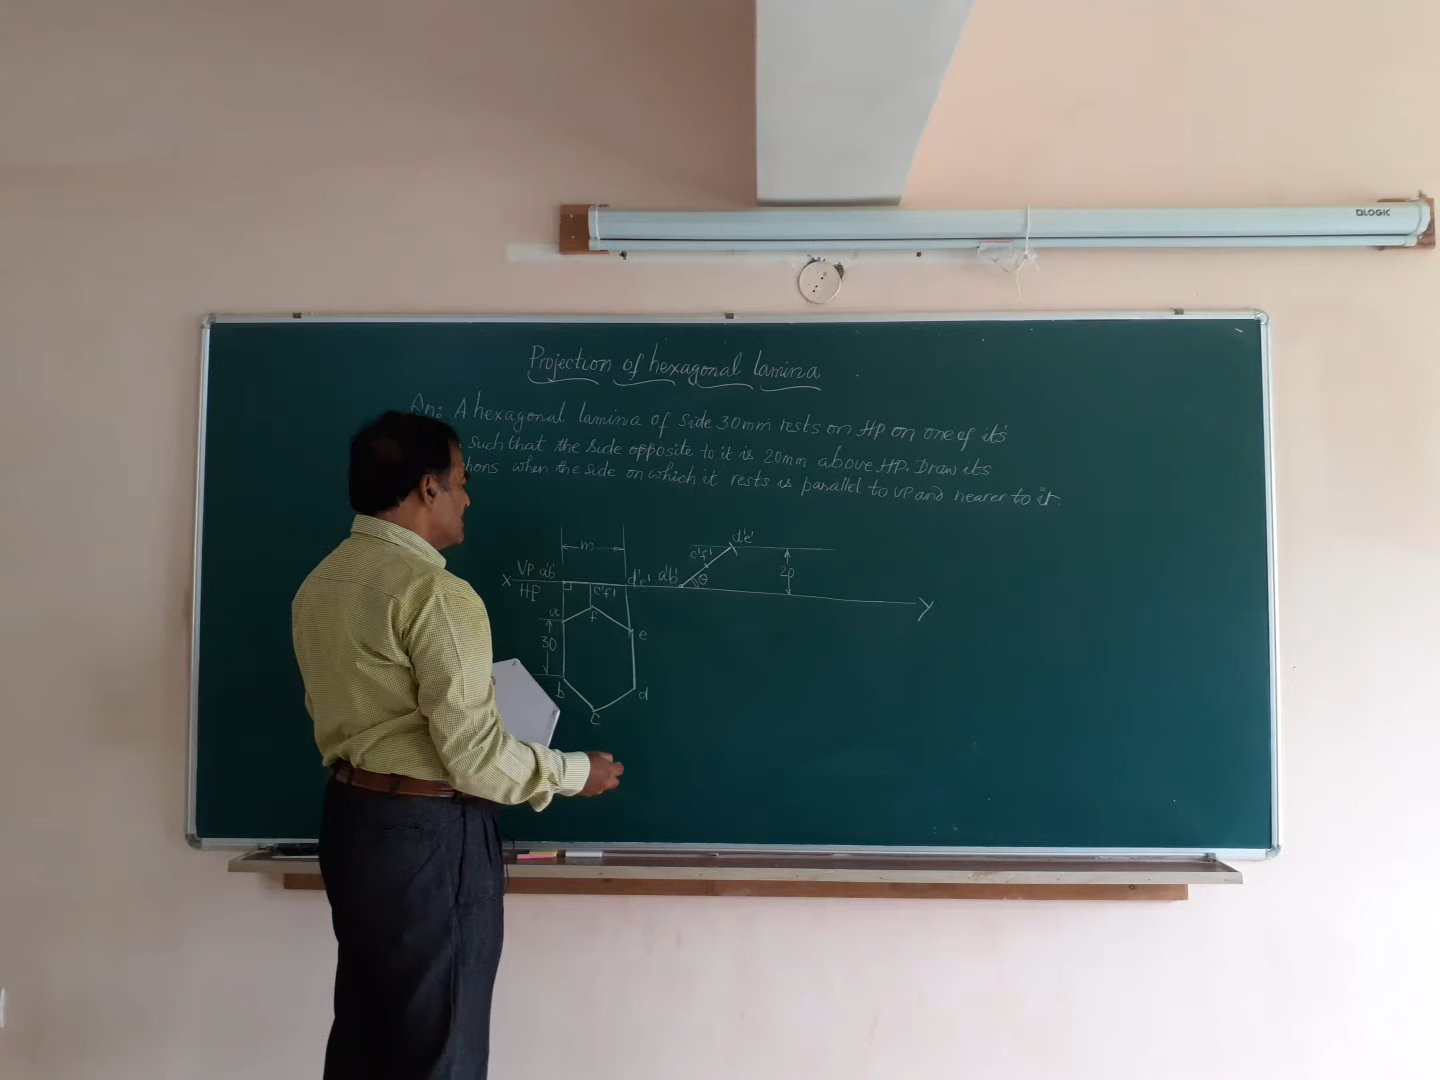 DLOGIC
Projection of hexagonal lamina
Qn: A hexagonal lamina of side 30mm rests on HP on one of its
such that the side opposite to it is 20mm above HP. Draw its
when the side on which it rests is parallel to VP and nearer to it.
m
d'e'
c'f'
X VP a'b' d'e' a'b' θ 20
HP c'f' Y
a f
30 e
b d
c